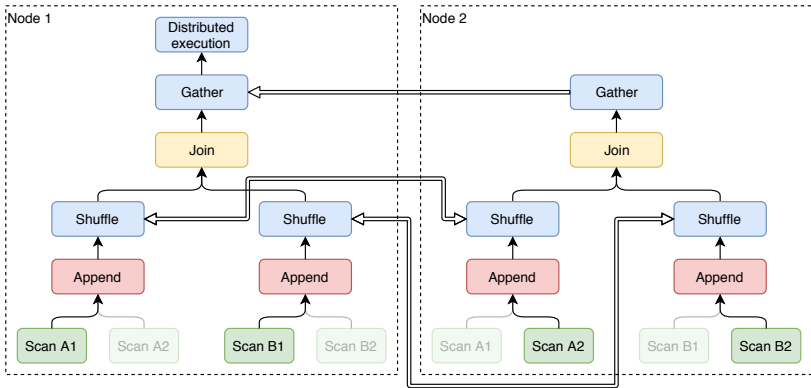 Node 1
Node 2
Distributed
execution
Gather
Gather
Join
Join
Shuffle
Shuffle
Shuffle
Shuffle
Append
Append
Append
Append
Scan A1
Scan A2
Scan B1
Scan B2
Scan A1
Scan A2
Scan B1
Scan B2